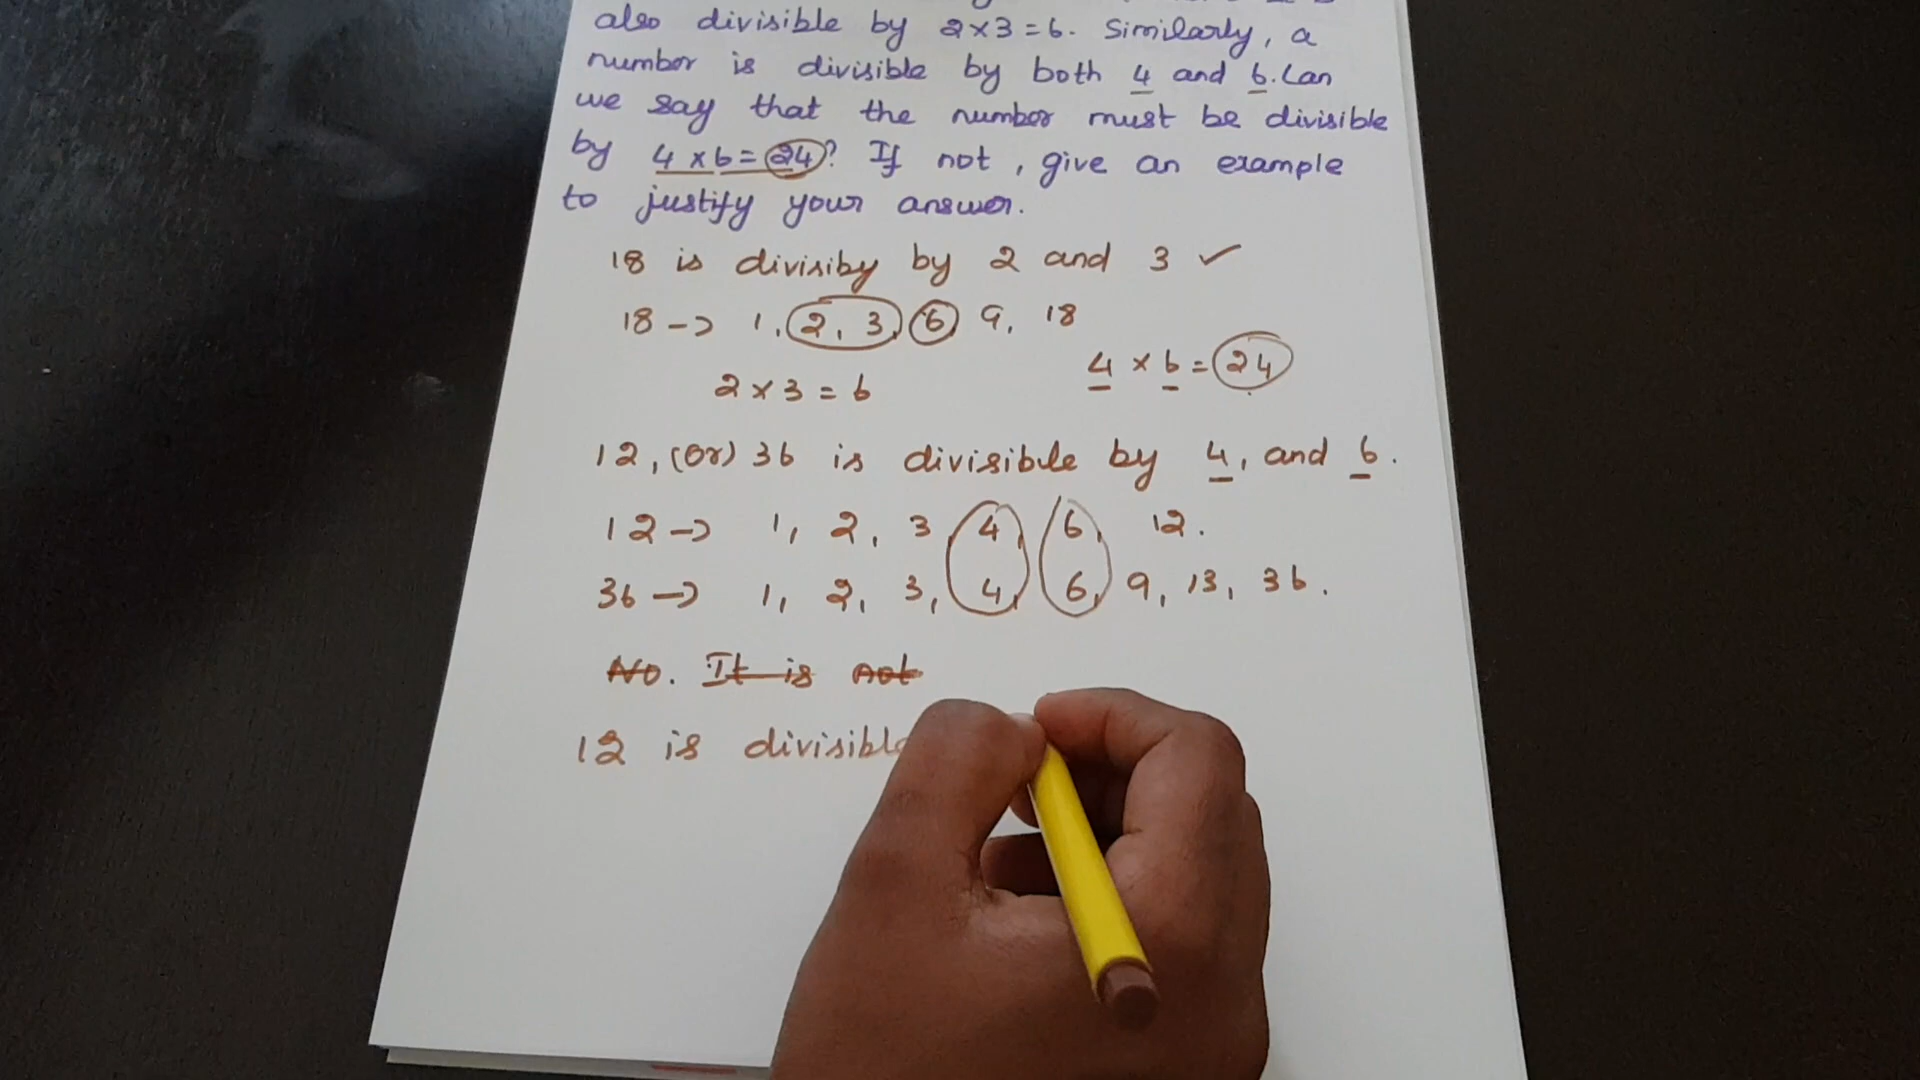 also divisible by 2x3=6. Similarly, a
number is divisible by both 4 and 6. Can
we say that the number must be divisible
by 4 x 6 = 24? If not, give an example
to justify your answer.
18 is divisiby by 2 and 3 ✓
18 -> 1, 2, 3, 6 9, 18
2 x 3 = 6
4 x 6 = 24
12, (or) 36 is divisible by 4, and 6.
12 -> 1, 2, 3, 4, 6, 12.
36 -> 1, 2, 3, 4, 6, 9, 13, 36.
No. It is not
12 is divisible